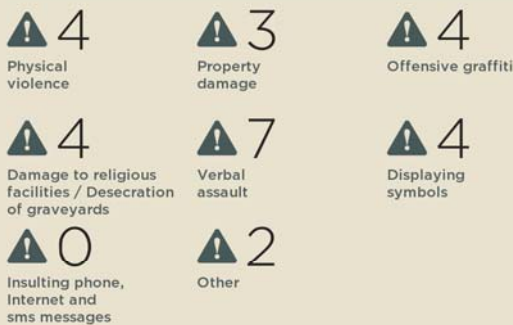 4
Physical
violence
3
Property
damage
4
Offensive graffiti
4
Damage to religious
facilities / Desecration
of graveyards
7
Verbal
assault
4
Displaying
symbols
0
Insulting phone,
Internet and
sms messages
2
Other